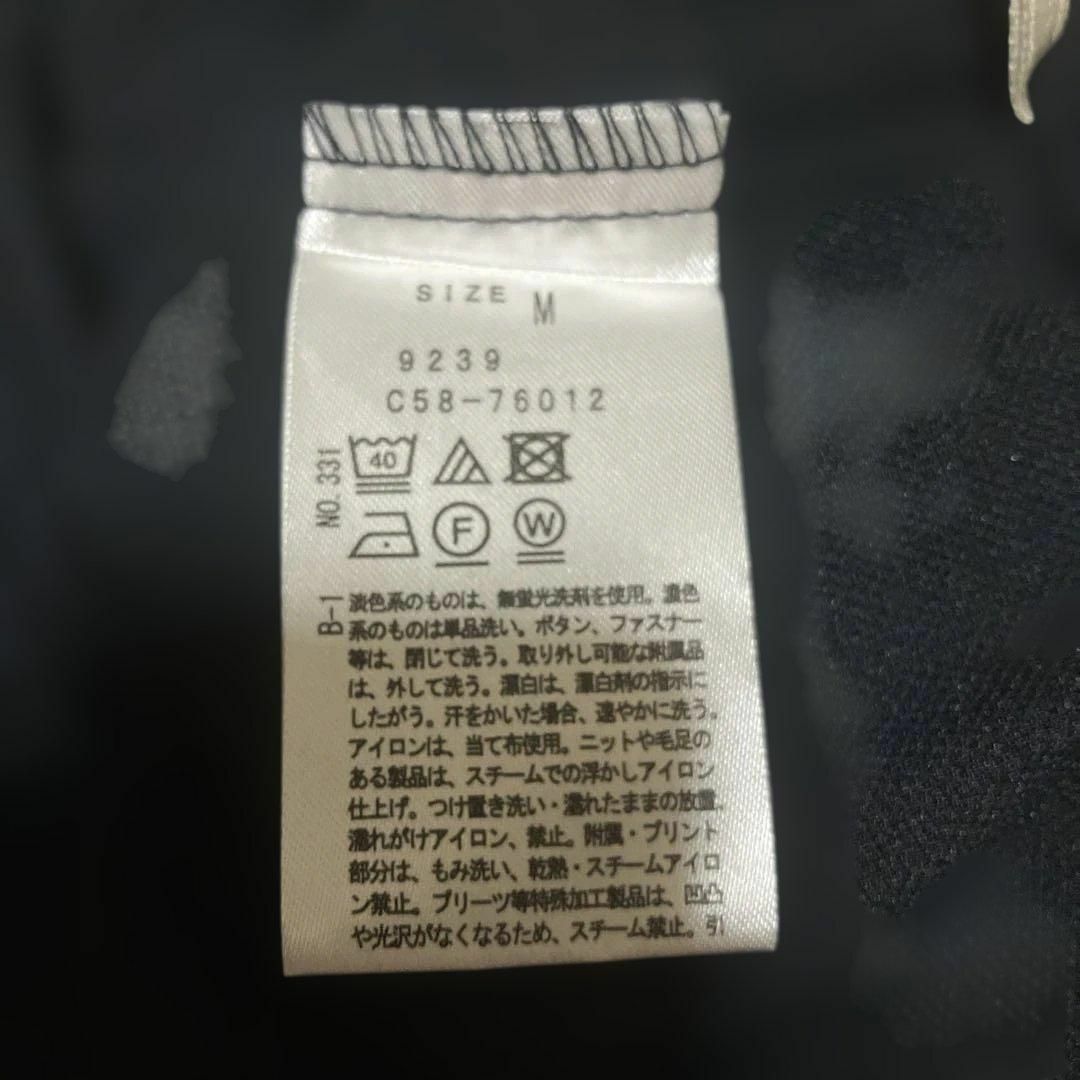 SIZE M
9239
C58-76012
NO.331
40
F W
B-1
淡色系のものは、無蛍光洗剤を使用。濃色
系のものは単品洗い。ボタン、ファスナー
等は、閉じて洗う。取り外し可能な附属品
は、外して洗う。漂白は、漂白剤の指示に
したがう。汗をかいた場合、速やかに洗う。
アイロンは、当て布使用。ニットや毛足の
ある製品は、スチームでの浮かしアイロン
仕上げ。つけ置き洗い・濡れたままの放置、
濡れがけアイロン、禁止。附属・プリント
部分は、もみ洗い、乾熱・スチームアイロ
ン禁止。プリーツ等特殊加工製品は、凹凸
や光沢がなくなるため、スチーム禁止。引